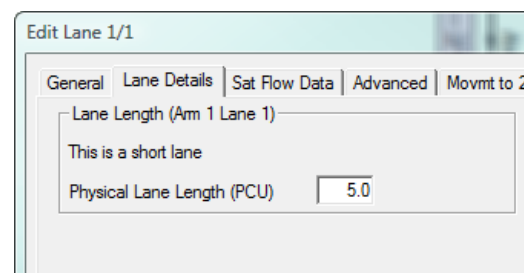 Edit Lane 1/1
General Lane Details Sat Flow Data Advanced Movmt to 2
Lane Length (Arm 1 Lane 1)
This is a short lane
Physical Lane Length (PCU) 5.0